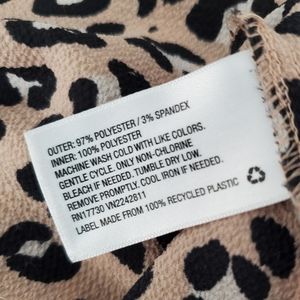 OUTER: 97% POLYESTER / 3% SPANDEX
INNER: 100% POLYESTER
MACHINE WASH COLD WITH LIKE COLORS.
GENTLE CYCLE. ONLY NON-CHLORINE
BLEACH IF NEEDED. TUMBLE DRY LOW.
REMOVE PROMPTLY. COOL IRON IF NEEDED.
RN17730 VN2242811
LABEL MADE FROM 100% RECYCLED PLASTIC